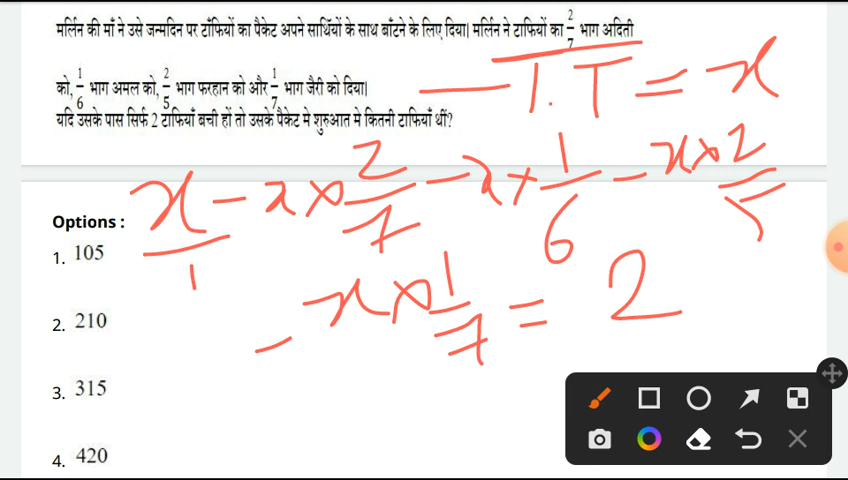 मर्लिन की माँ ने उसे जन्मदिन पर टॉफियों का पैकेट अपने सार्थियों के साथ बाँटने के लिए दिया। मर्लिन ने टाफियों का 2/7 भाग अदिती
को, 1/6 भाग अमल को, 2/5 भाग फरहान को और 1/7 भाग जैरी को दिया।
यदि उसके पास सिर्फ 2 टाफियाँ बची हों तो उसके पैकेट मे शुरुआत मे कितनी टाफियाँ थीं?
T.T = x
x/1 - x × 2/7 - x × 1/6 - x × 2/5
- x × 1/7 = 2
Options :
1. 105
2. 210
3. 315
4. 420